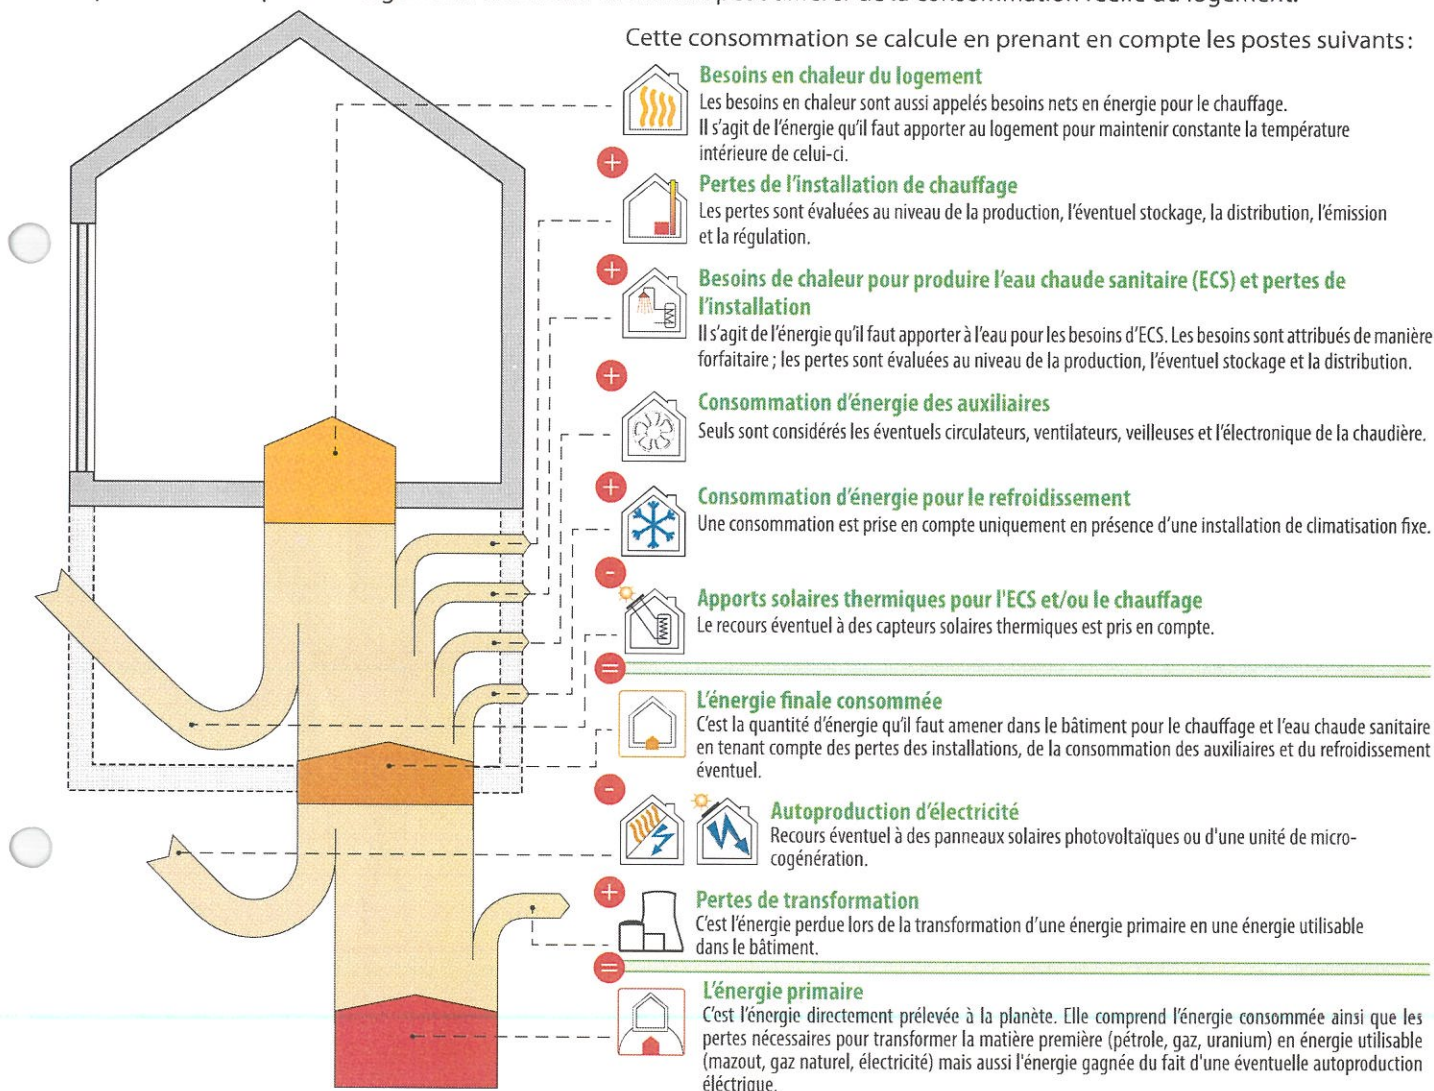 Cette consommation se calcule en prenant en compte les postes suivants :
Besoins en chaleur du logement
Les besoins en chaleur sont aussi appelés besoins nets en énergie pour le chauffage.
Il s'agit de l'énergie qu'il faut apporter au logement pour maintenir constante la température
intérieure de celui-ci.
+
Pertes de l'installation de chauffage
Les pertes sont évaluées au niveau de la production, l'éventuel stockage, la distribution, l'émission
et la régulation.
+
Besoins de chaleur pour produire l'eau chaude sanitaire (ECS) et pertes de
l'installation
Il s'agit de l'énergie qu'il faut apporter à l'eau pour les besoins d'ECS. Les besoins sont attribués de manière
forfaitaire ; les pertes sont évaluées au niveau de la production, l'éventuel stockage et la distribution.
+
Consommation d'énergie des auxiliaires
Seuls sont considérés les éventuels circulateurs, ventilateurs, veilleuses et l'électronique de la chaudière.
+
Consommation d'énergie pour le refroidissement
Une consommation est prise en compte uniquement en présence d'une installation de climatisation fixe.
-
Apports solaires thermiques pour l'ECS et/ou le chauffage
Le recours éventuel à des capteurs solaires thermiques est pris en compte.
=
L'énergie finale consommée
C'est la quantité d'énergie qu'il faut amener dans le bâtiment pour le chauffage et l'eau chaude sanitaire
en tenant compte des pertes des installations, de la consommation des auxiliaires et du refroidissement
éventuel.
-
Autoproduction d'électricité
Recours éventuel à des panneaux solaires photovoltaïques ou d'une unité de micro-
cogénération.
+
Pertes de transformation
C'est l'énergie perdue lors de la transformation d'une énergie primaire en une énergie utilisable
dans le bâtiment.
=
L'énergie primaire
C'est l'énergie directement prélevée à la planète. Elle comprend l'énergie consommée ainsi que les
pertes nécessaires pour transformer la matière première (pétrole, gaz, uranium) en énergie utilisable
(mazout, gaz naturel, électricité) mais aussi l'énergie gagnée du fait d'une éventuelle autoproduction
éléctrique.